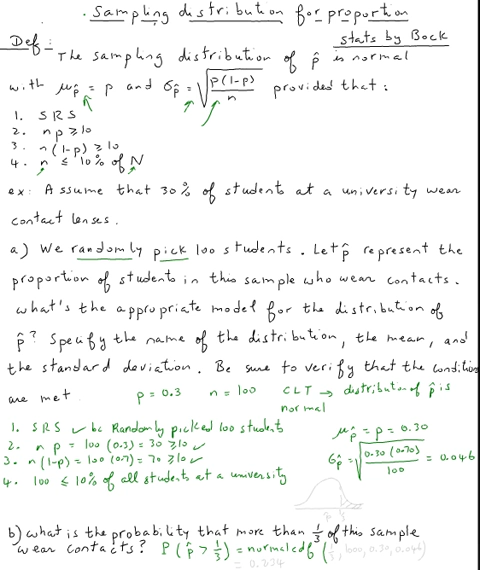 . Sampling distribution for proportion
stats by Bock
Def: The sampling distribution of p̂ is normal
with μp̂ = p and σp̂ = √(p(1-p)/n) provided that:
1. SRS
2. np ≥ 10
3. n(1-p) ≥ 10
4. n ≤ 10% of N
ex: Assume that 30% of students at a university wear
contact lenses.
a) We randomly pick 100 students. Let p̂ represent the
proportion of students in this sample who wear contacts.
what's the appropriate model for the distribution of
p̂? Specify the name of the distribution, the mean, and
the standard deviation. Be sure to verify that the conditions
are met. p = 0.3 n = 100 CLT → distribution of p̂ is
normal
1. SRS ✓ bc Randomly picked 100 students
2. np = 100(0.3) = 30 ≥ 10 ✓
3. n(1-p) = 100(0.7) = 70 ≥ 10 ✓
4. 100 ≤ 10% of all students at a university
μp̂ = p = 0.30
σp̂ = √(0.30(0.70)/100) = 0.046
b) what is the probability that more than 1/3 of this sample
wear contacts? P(p̂ > 1/3) = normalcdf (1/3, 1000, 0.30, 0.046)
= 0.234